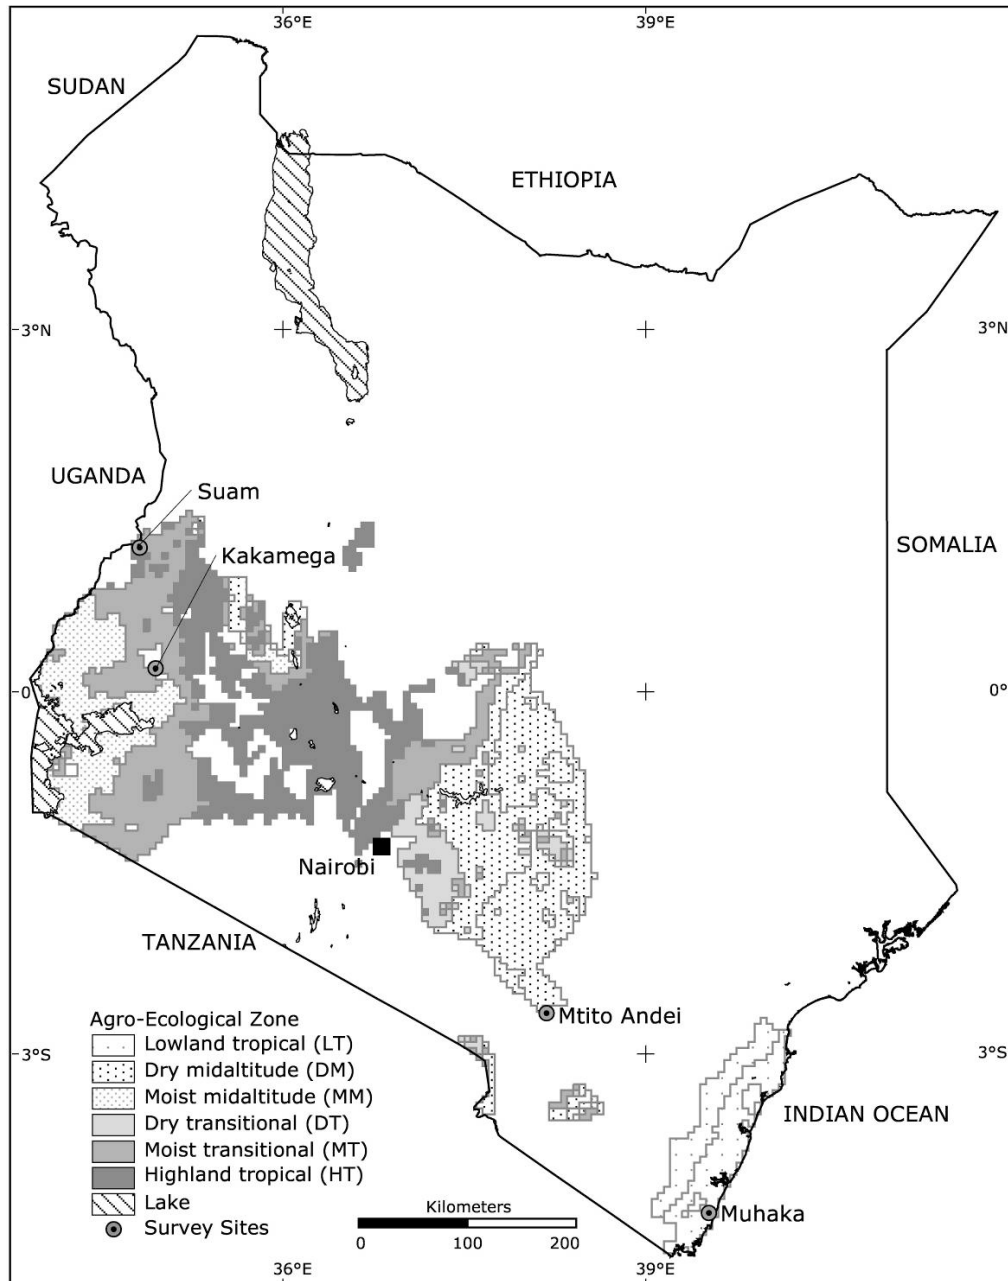 36°E
39°E
SUDAN
ETHIOPIA
3°N
3°N
UGANDA
Suam
SOMALIA
Kakamega
0
0°
Nairobi
TANZANIA
Mtito Andei
Agro-Ecological Zone
Lowland tropical (LT)
3°S
3°S
Dry midaltitude (DM)
Moist midaltitude (MM)
INDIAN OCEAN
Dry transitional (DT)
Moist transitional (MT)
Highland tropical (HT)
Lake
Kilometers
Muhaka
Survey Sites
0 100 200
36°E
39°E